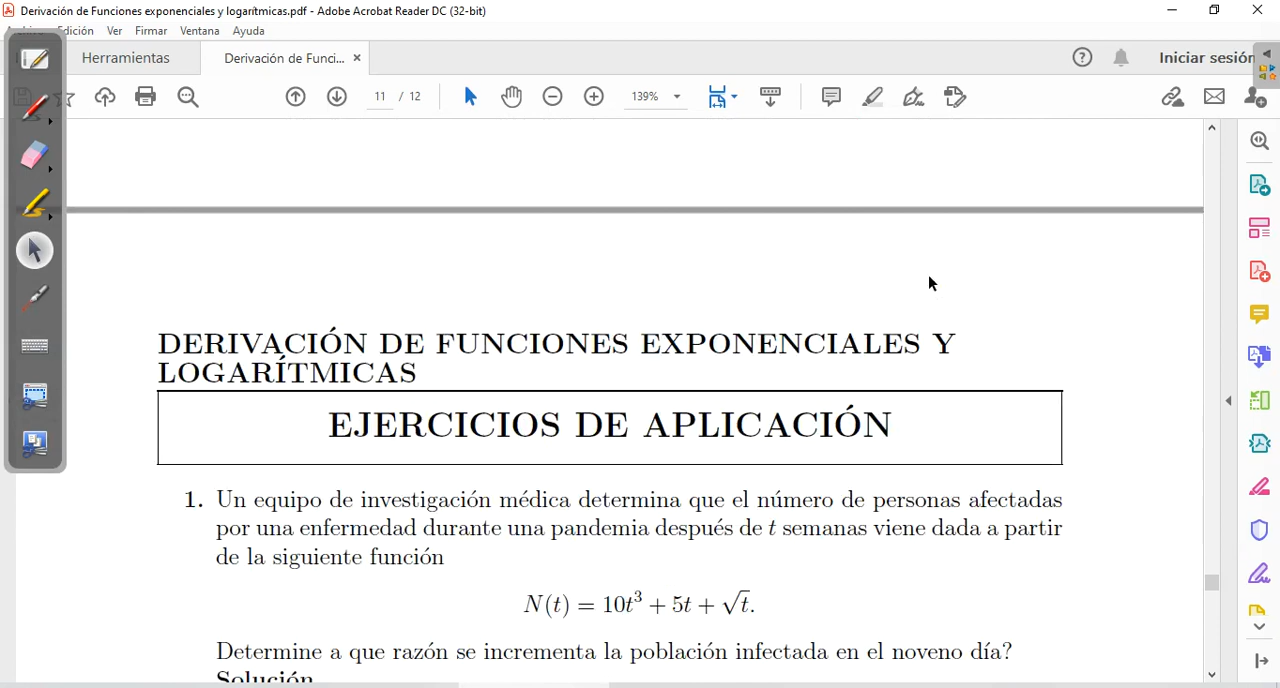 Derivación de Funciones exponenciales y logarítmicas.pdf - Adobe Acrobat Reader DC (32-bit)
Edición Ver Firmar Ventana Ayuda
Herramientas Derivación de Funci... × Iniciar sesión
11 / 12 139%
DERIVACIÓN DE FUNCIONES EXPONENCIALES Y
LOGARÍTMICAS
EJERCICIOS DE APLICACIÓN
1. Un equipo de investigación médica determina que el número de personas afectadas
por una enfermedad durante una pandemia después de t semanas viene dada a partir
de la siguiente función
N(t) = 10t³ + 5t + √t.
Determine a que razón se incrementa la población infectada en el noveno día?
Solución